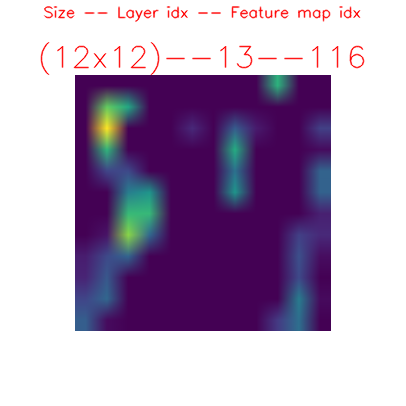 Size -- Layer idx -- Feature map idx
(12x12)--13--116